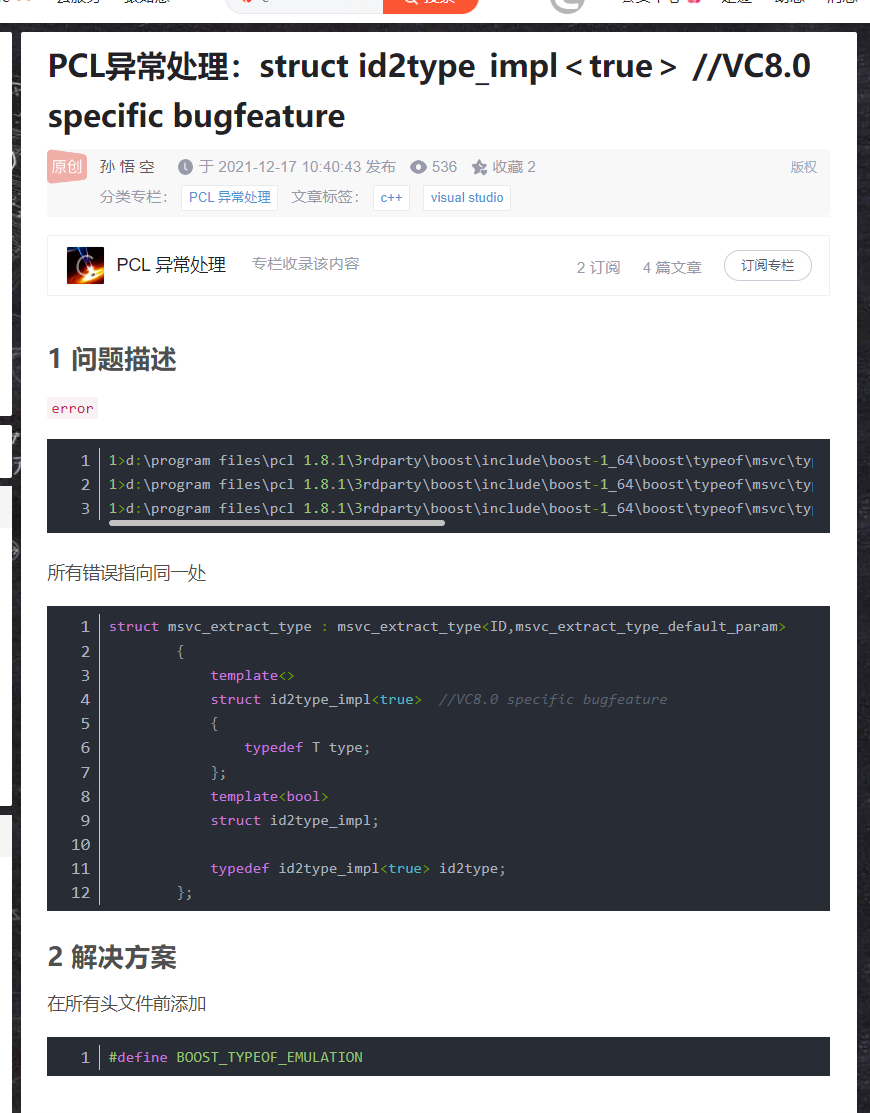 PCL异常处理：struct id2type_impl＜true＞ //VC8.0
specific bugfeature
原创 孙 悟 空 于 2021-12-17 10:40:43 发布 536 收藏 2 版权
分类专栏： PCL 异常处理 文章标签： c++ visual studio
PCL 异常处理 专栏收录该内容 2 订阅 4 篇文章 订阅专栏
1 问题描述
error
1 1>d:\program files\pcl 1.8.1\3rdparty\boost\include\boost-1_64\boost\typeof\msvc\ty
2 1>d:\program files\pcl 1.8.1\3rdparty\boost\include\boost-1_64\boost\typeof\msvc\ty
3 1>d:\program files\pcl 1.8.1\3rdparty\boost\include\boost-1_64\boost\typeof\msvc\ty
所有错误指向同一处
1 struct msvc_extract_type : msvc_extract_type<ID,msvc_extract_type_default_param>
2 {
3 template<>
4 struct id2type_impl<true> //VC8.0 specific bugfeature
5 {
6 typedef T type;
7 };
8 template<bool>
9 struct id2type_impl;
10
11 typedef id2type_impl<true> id2type;
12 };
2 解决方案
在所有头文件前添加
1 #define BOOST_TYPEOF_EMULATION